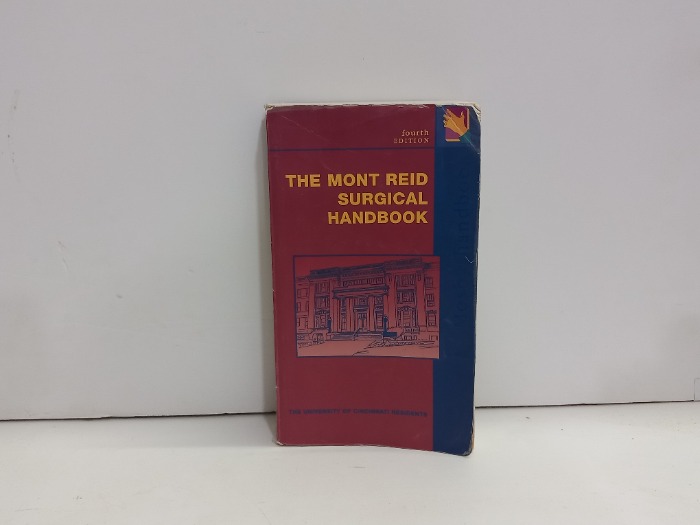 fourth
EDITION
THE MONT REID
SURGICAL
HANDBOOK
THE UNIVERSITY OF CINCINNATI RESIDENTS